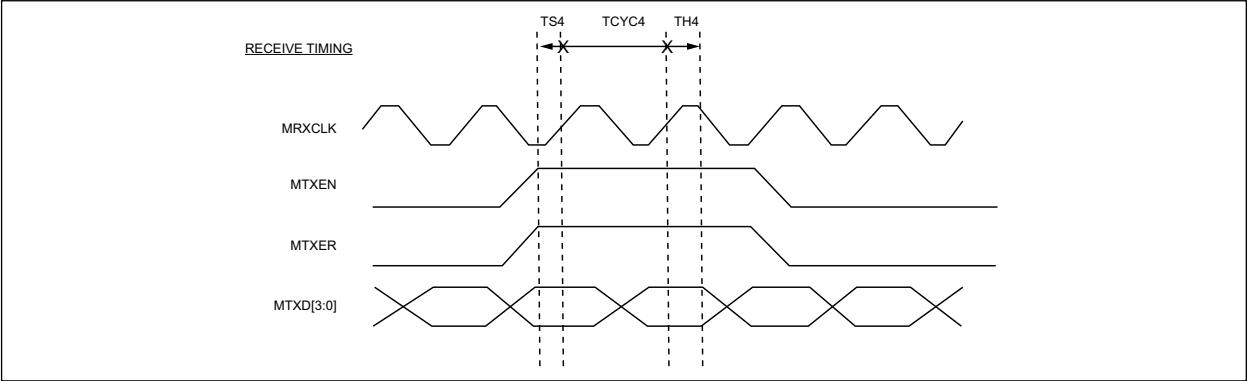 TS4 TCYC4 TH4
RECEIVE TIMING
MRXCLK
MTXEN
MTXER
MTXD[3:0]